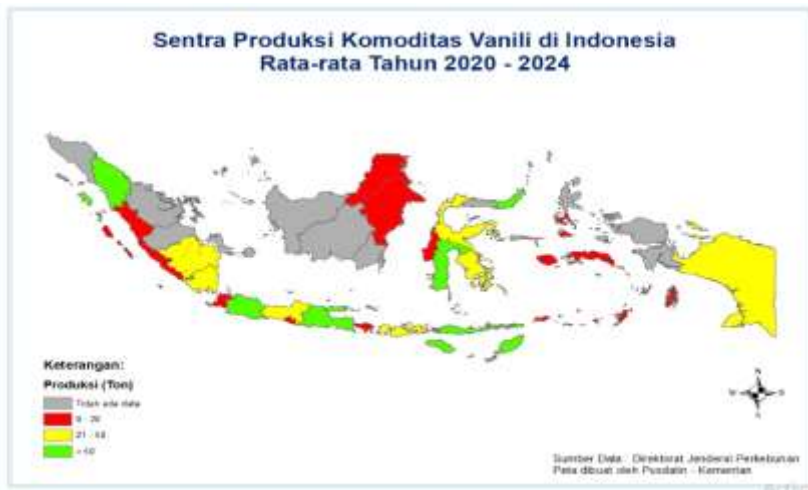 Sentra Produksi Komoditas Vanili di Indonesia
Rata-rata Tahun 2020 - 2024
N
W
S
Keterangan:
Produksi (Ton)
Tidak ada data
Sumber Data : Direktorat Jenderal Perkebunan
Peta dibuat oleh Pusdatin - Kementan